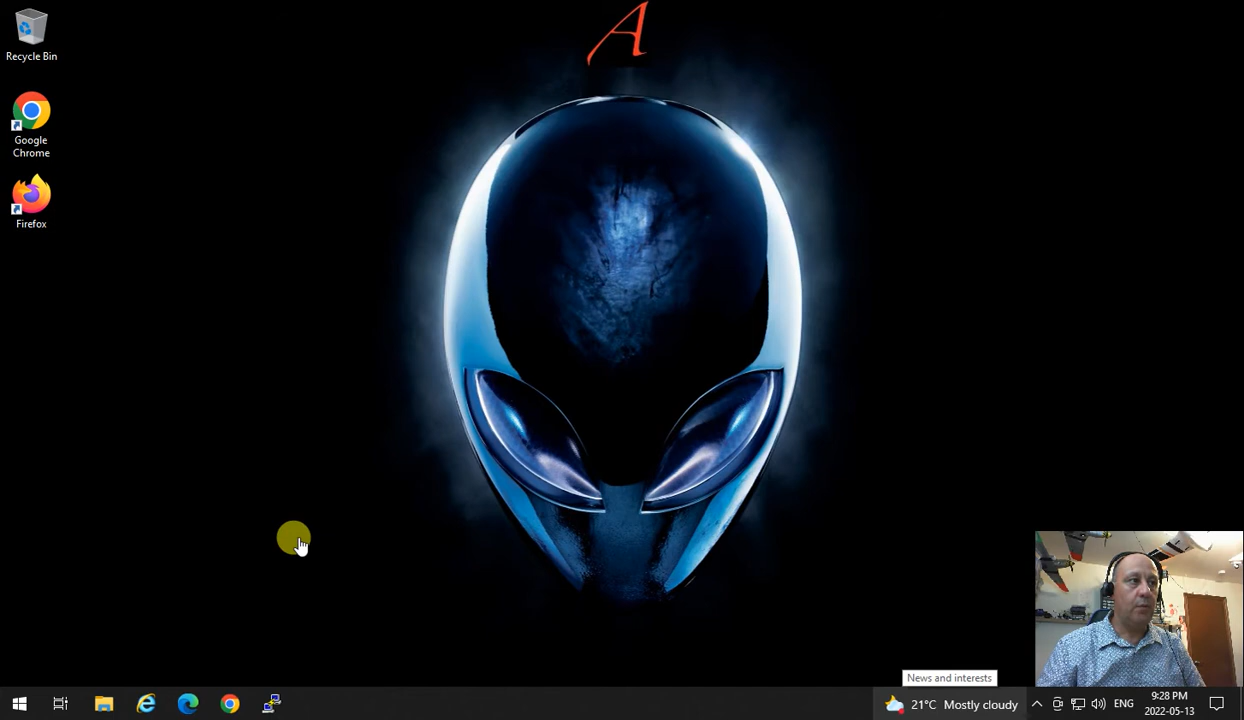 A
Recycle Bin
Google
Chrome
Firefox
News and interests
21°C Mostly cloudy
ENG
9:28 PM
2022-05-13